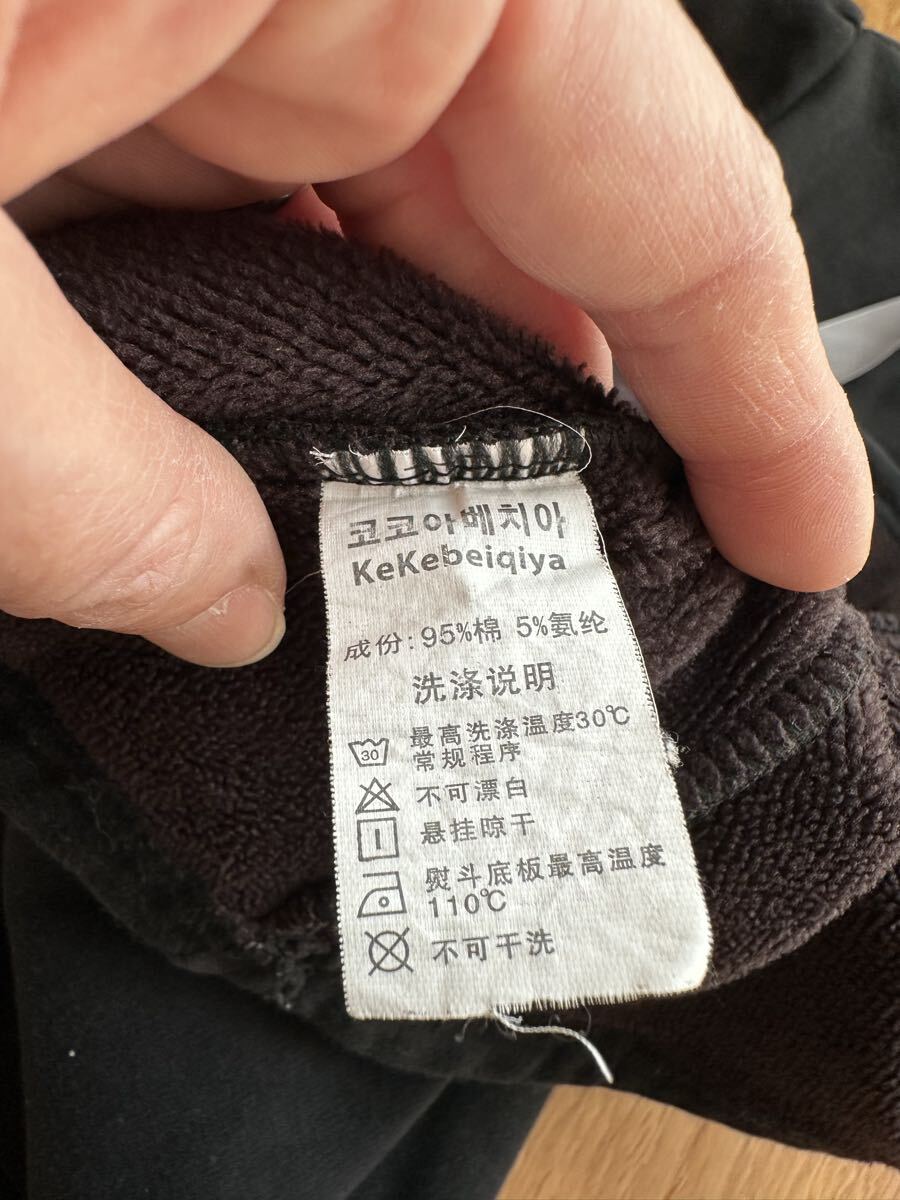 코코아베치아
KeKebeiqiya
成份: 95%棉 5%氨纶
洗涤说明
30
最高洗涤温度30℃
常规程序
不可漂白
悬挂晾干
熨斗底板最高温度
110℃
不可干洗